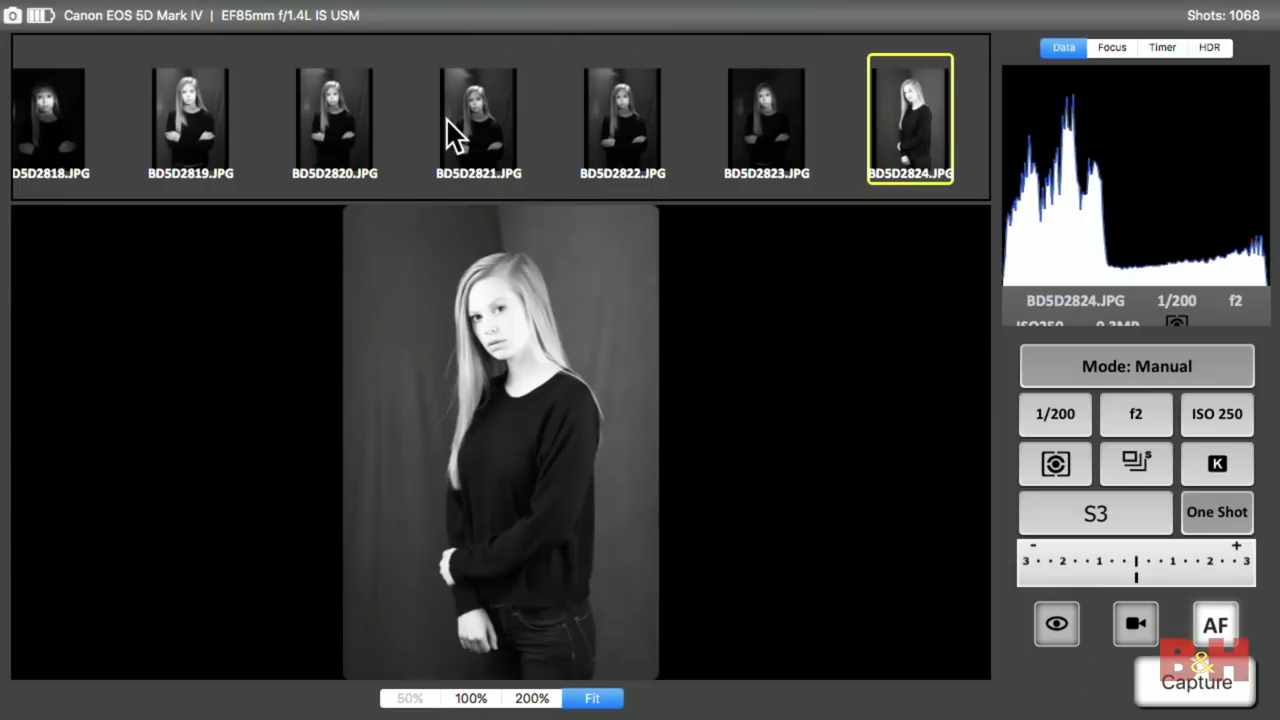 Canon EOS 5D Mark IV | EF85mm f/1.4L IS USM
Shots: 1068
Data Focus Timer HDR
D5D2818.JPG BD5D2819.JPG BD5D2820.JPG BD5D2821.JPG BD5D2822.JPG BD5D2823.JPG BD5D2824.JPG
BD5D2824.JPG 1/200 f2
ISO250 0.3MP
Mode: Manual
1/200 f2 ISO 250
S K
S3 One Shot
- +
3 · · 2 · · 1 · · | · · 1 · · 2 · · 3
AF
B&H
Capture
50% 100% 200% Fit